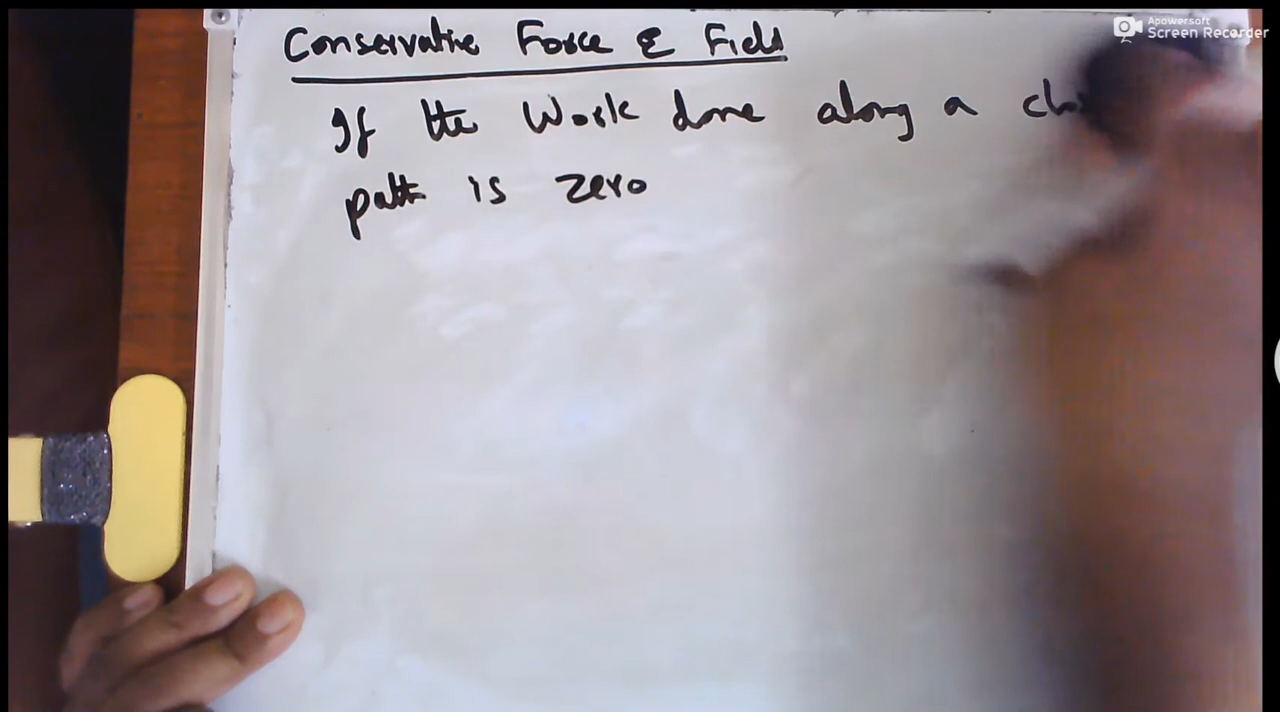 Apowersoft
Screen Recorder
Conservative Force & Field
If the Work done along a
path is zero